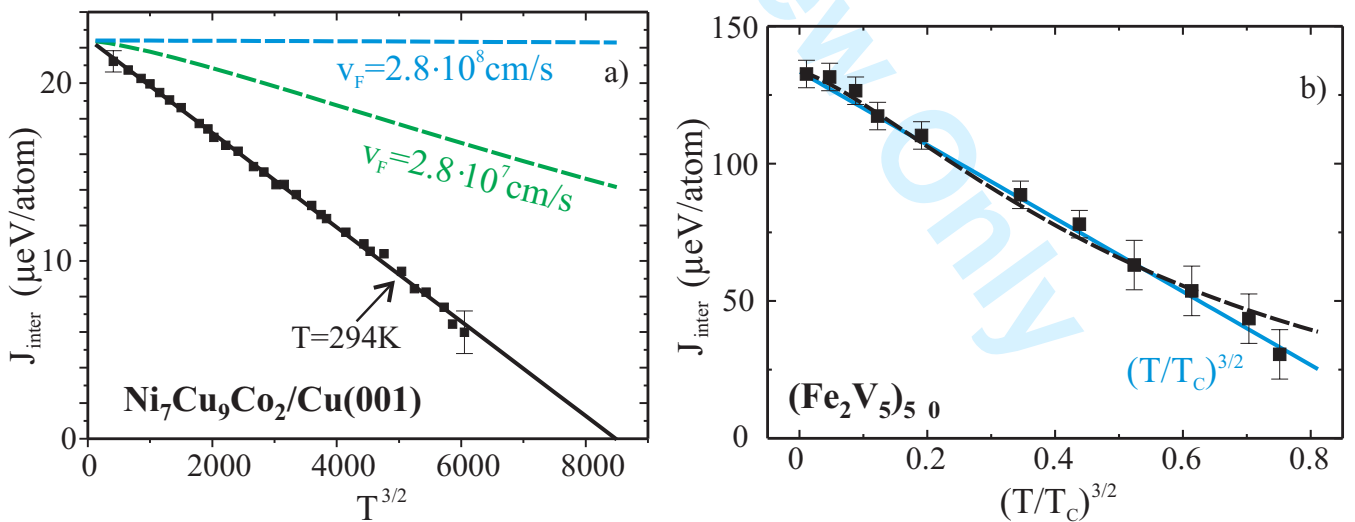 a)
v_F=2.8·10^8cm/s
v_F=2.8·10^7cm/s
T=294K
Ni7Cu9Co2/Cu(001)
J_inter (µeV/atom)
20
10
0
0 2000 4000 6000 8000
T^3/2
ew Only
b)
(T/T_C)^3/2
(Fe2V5)5 0
J_inter (µeV/atom)
150
100
50
0
0 0.2 0.4 0.6 0.8
(T/T_C)^3/2